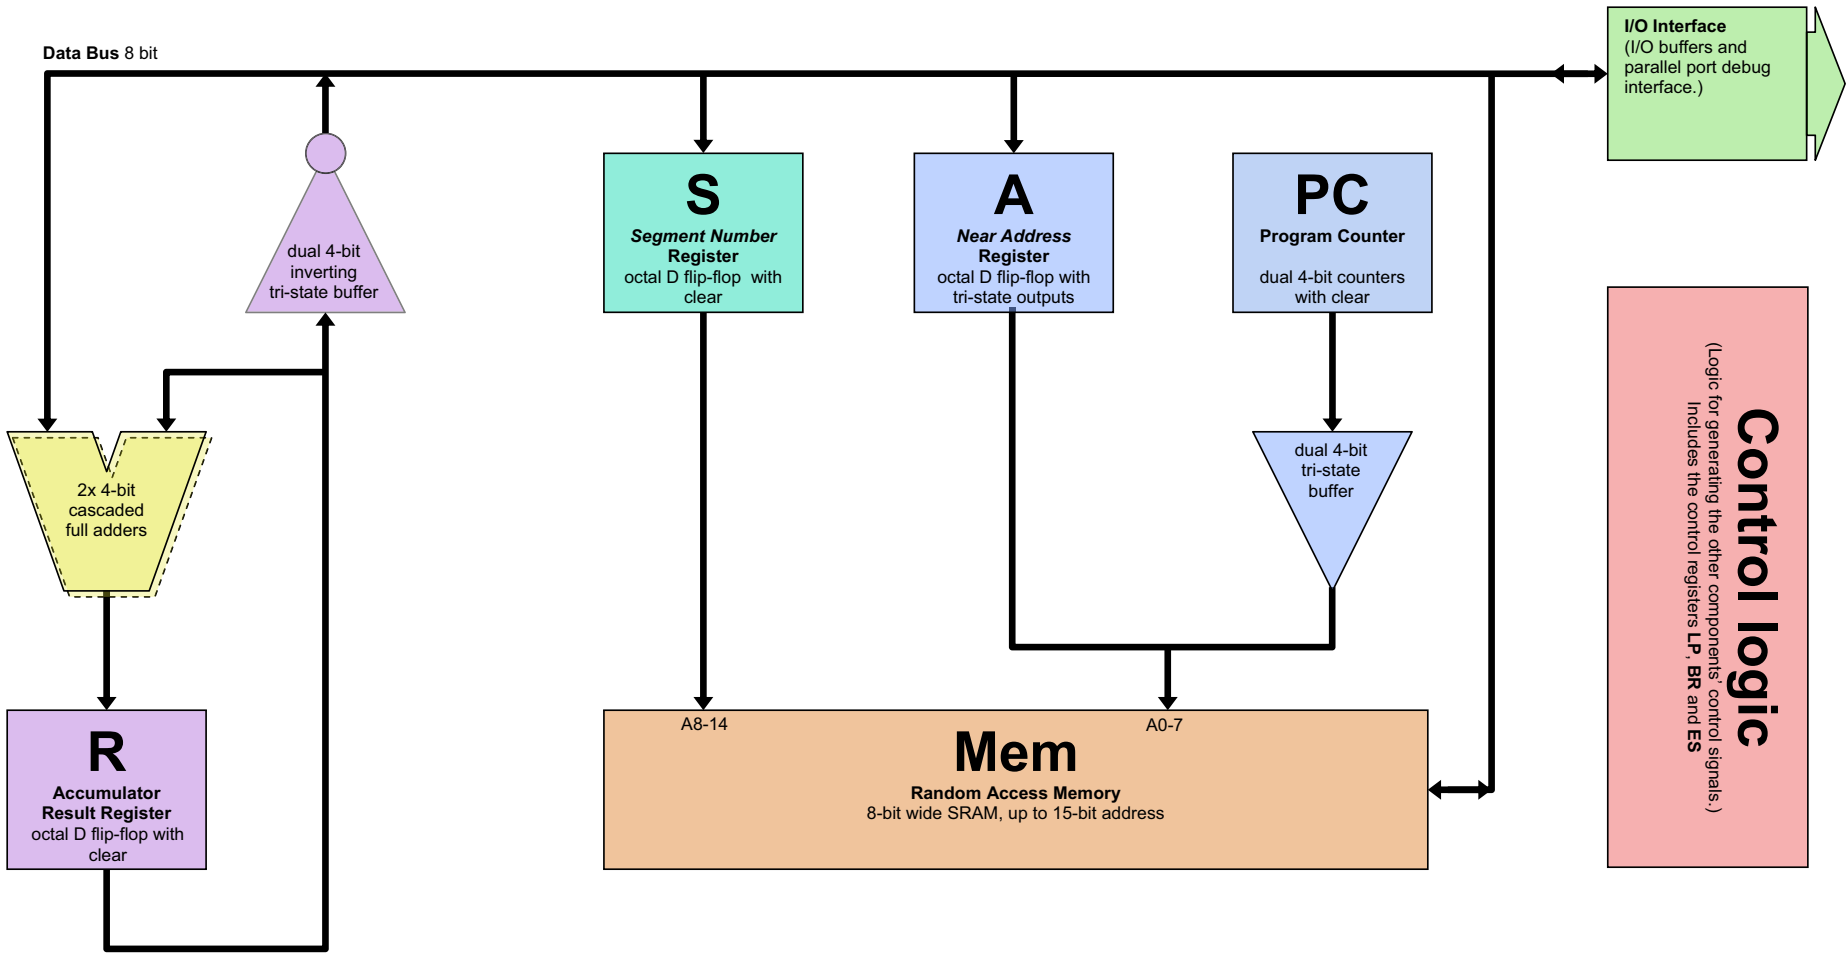 Data Bus 8 bit
I/O Interface
(I/O buffers and
parallel port debug
interface.)
dual 4-bit
inverting
tri-state buffer
S
Segment Number
Register
octal D flip-flop with
clear
A
Near Address
Register
octal D flip-flop with
tri-state outputs
PC
Program Counter
dual 4-bit counters
with clear
2x 4-bit
cascaded
full adders
dual 4-bit
tri-state
buffer
Control logic
(Logic for generating the other components' control signals.)
Includes the control registers LP, BR and ES
R
Accumulator
Result Register
octal D flip-flop with
clear
A8-14
A0-7
Mem
Random Access Memory
8-bit wide SRAM, up to 15-bit address